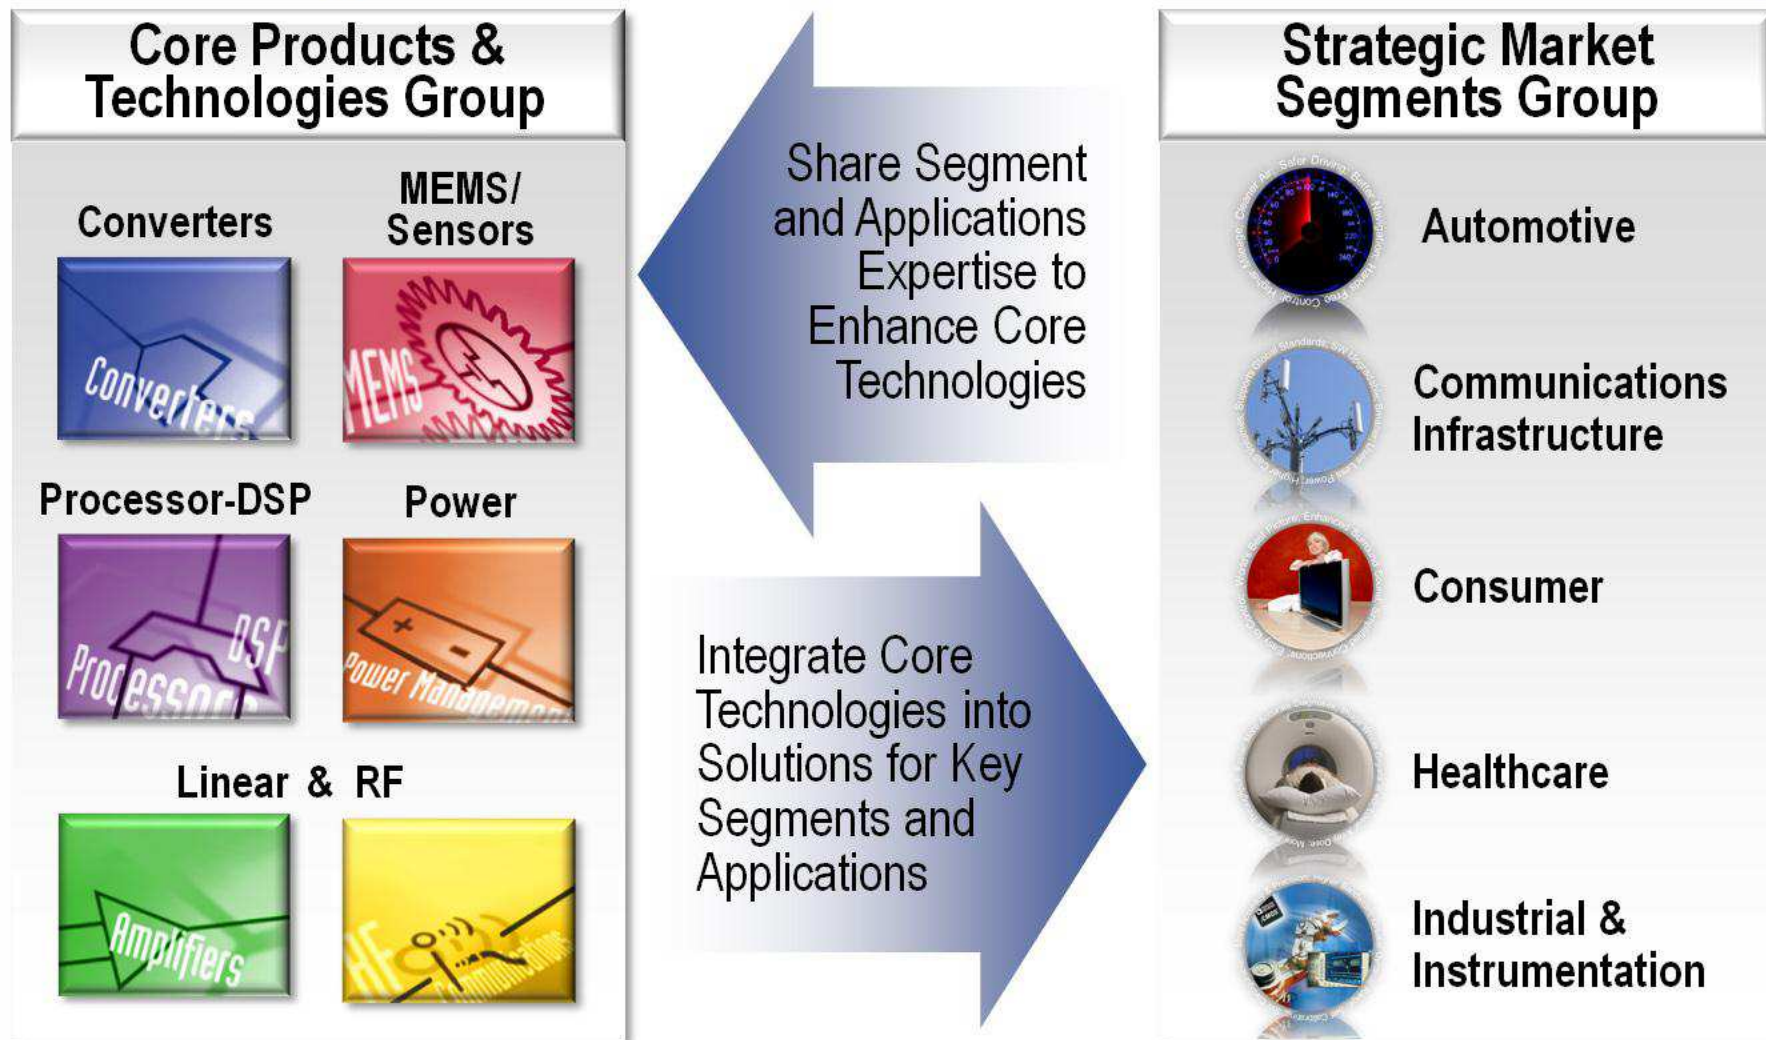 Core Products &
Technologies Group
Converters
MEMS/
Sensors
Converters
MEMS
Processor-DSP
Power
DSP
Processors
Power Management
Linear & RF
Amplifiers
RF
Communications
Share Segment
and Applications
Expertise to
Enhance Core
Technologies
Integrate Core
Technologies into
Solutions for Key
Segments and
Applications
Strategic Market
Segments Group
Automotive
Communications
Infrastructure
Consumer
Healthcare
Industrial &
Instrumentation